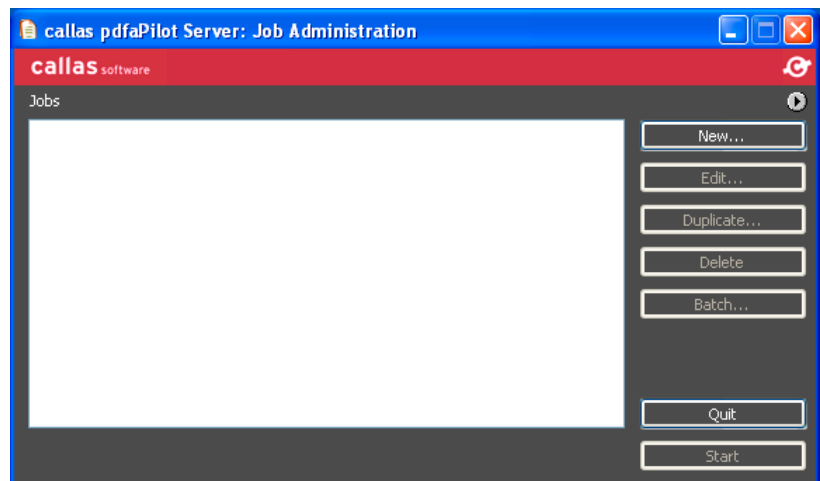 callas pdfaPilot Server: Job Administration
callas software
Jobs
New...
Edit...
Duplicate...
Delete
Batch...
Quit
Start